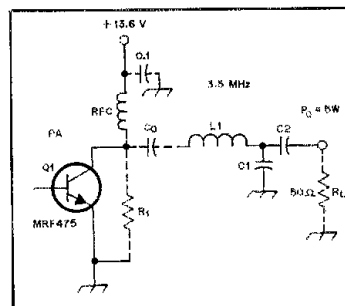 +13.6 V
0.1
3.5 MHz
RFC
PA
C0
L1
C2
P0 = 5W
Q1
C1
R1
50Ω
RL
MRF475